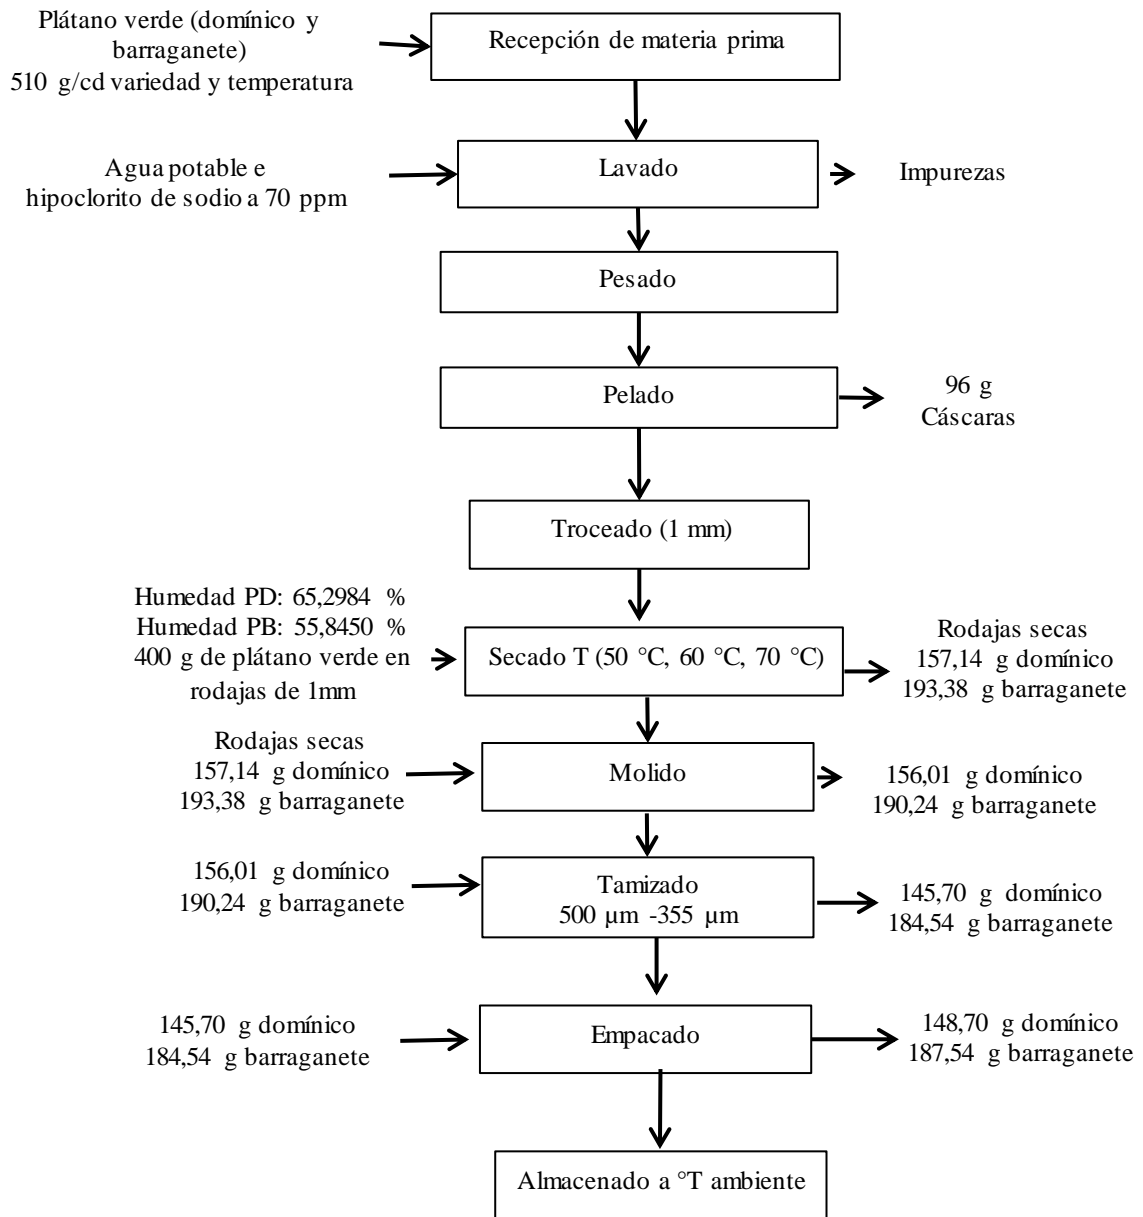 Plátano verde (domínico y
barraganete)
510 g/cd variedad y temperatura
Recepción de materia prima
Agua potable e
hipoclorito de sodio a 70 ppm
Lavado
Impurezas
Pesado
Pelado
96 g
Cáscaras
Troceado (1 mm)
Humedad PD: 65,2984 %
Humedad PB: 55,8450 %
400 g de plátano verde en
rodajas de 1mm
Secado T (50 °C, 60 °C, 70 °C)
Rodajas secas
157,14 g domínico
193,38 g barraganete
Rodajas secas
157,14 g domínico
193,38 g barraganete
Molido
156,01 g domínico
190,24 g barraganete
156,01 g domínico
190,24 g barraganete
Tamizado
500 µm -355 µm
145,70 g domínico
184,54 g barraganete
145,70 g domínico
184,54 g barraganete
Empacado
148,70 g domínico
187,54 g barraganete
Almacenado a °T ambiente